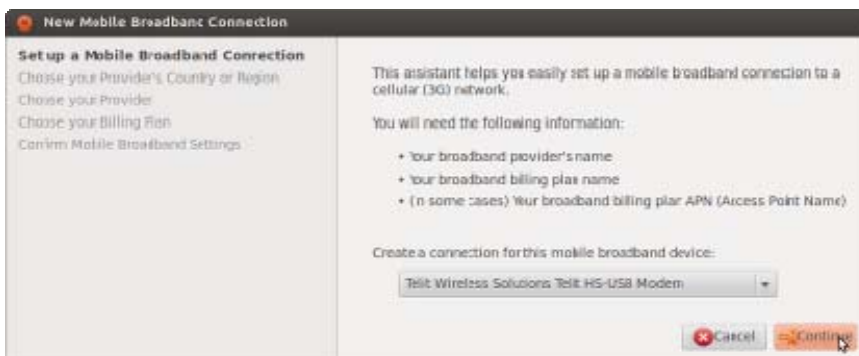 New Mobile Broadband Connection
Set up a Mobile Broadband Connection
Choose your Provider's Country or Region
Choose your Provider
Choose your Billing Plan
Confirm Mobile Broadband Settings
This assistant helps you easily set up a mobile broadband connection to a
cellular (3G) network.
You will need the following information:
• Your broadband provider's name
• Your broadband billing plan name
• (in some cases) Your broadband billing plan APN (Access Point Name)
Create a connection for this mobile broadband device:
Telit Wireless Solutions Telit HS-USB Modem
Cancel
Continue